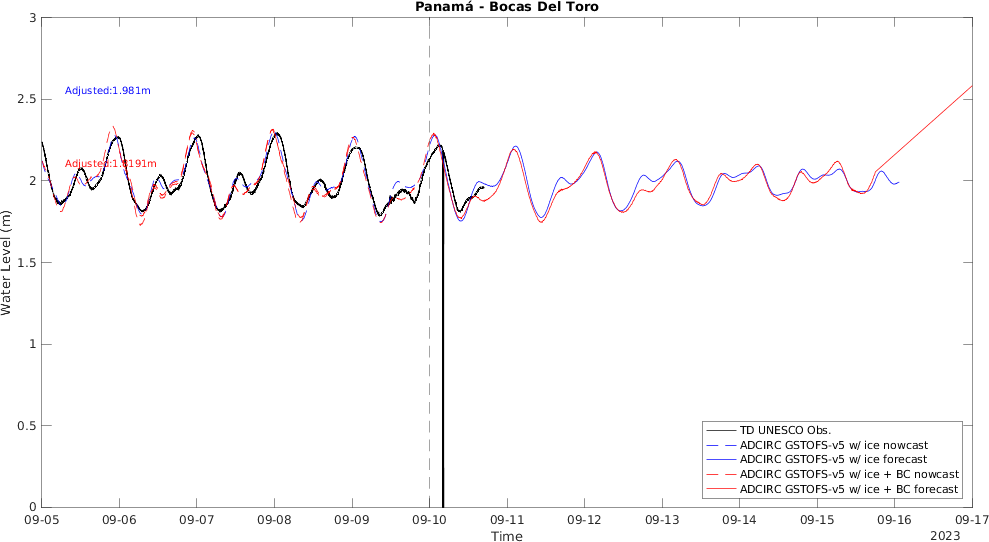 Panamá - Bocas Del Toro
3
2.5
2
1.5
1
0.5
0
Water Level (m)
Adjusted:1.981m
Adjusted:1.8191m
TD UNESCO Obs.
ADCIRC GSTOFS-v5 w/ ice nowcast
ADCIRC GSTOFS-v5 w/ ice forecast
ADCIRC GSTOFS-v5 w/ ice + BC nowcast
ADCIRC GSTOFS-v5 w/ ice + BC forecast
09-05 09-06 09-07 09-08 09-09 09-10 09-11 09-12 09-13 09-14 09-15 09-16 09-17
Time
2023